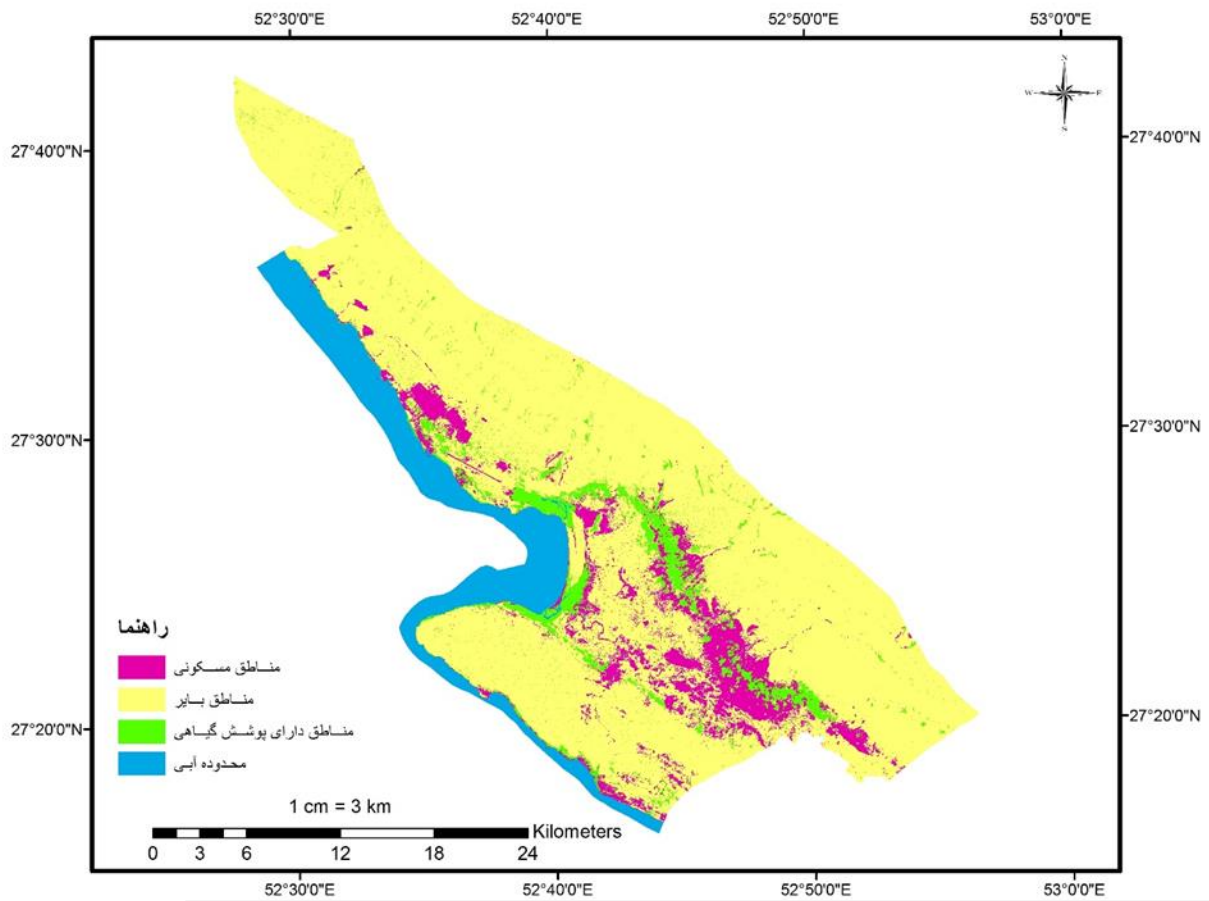 52°30'0"E 52°40'0"E 52°50'0"E 53°0'0"E
N
W E
S
27°40'0"N 27°40'0"N
27°30'0"N 27°30'0"N
27°20'0"N 27°20'0"N
راهنما
مناطق مسکونی
مناطق بایر
مناطق دارای پوشش گیاهی
محدوده آبی
1 cm = 3 km
Kilometers
0 3 6 12 18 24
52°30'0"E 52°40'0"E 52°50'0"E 53°0'0"E